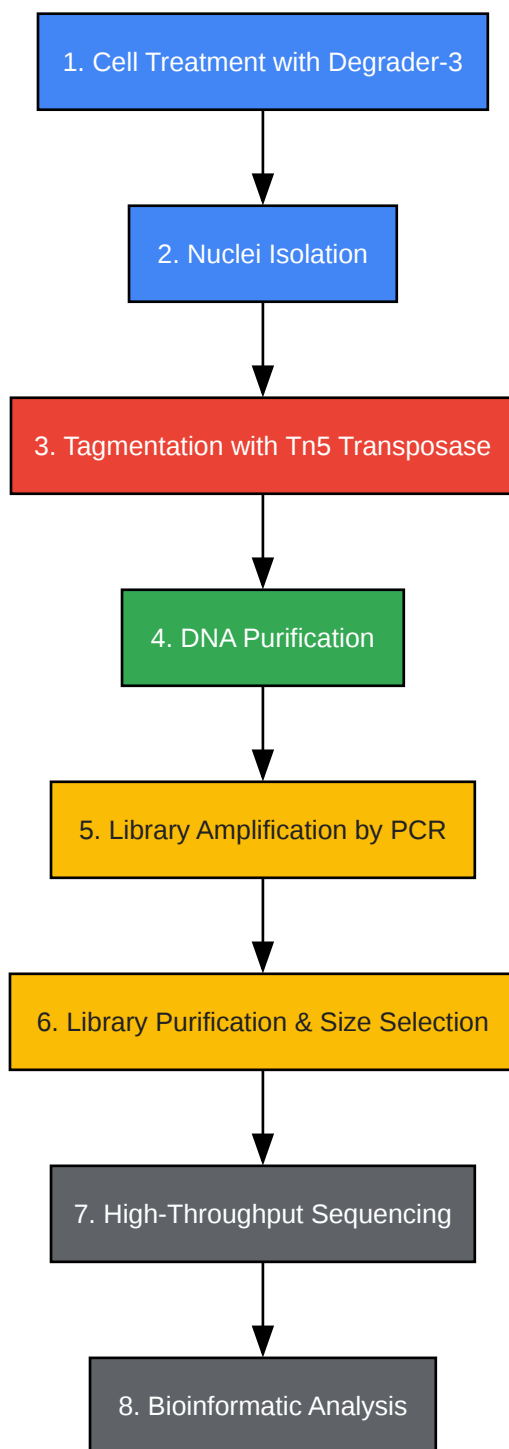 1. Cell Treatment with Degrader-3
2. Nuclei Isolation
3. Tagmentation with Tn5 Transposase
4. DNA Purification
5. Library Amplification by PCR
6. Library Purification & Size Selection
7. High-Throughput Sequencing
8. Bioinformatic Analysis